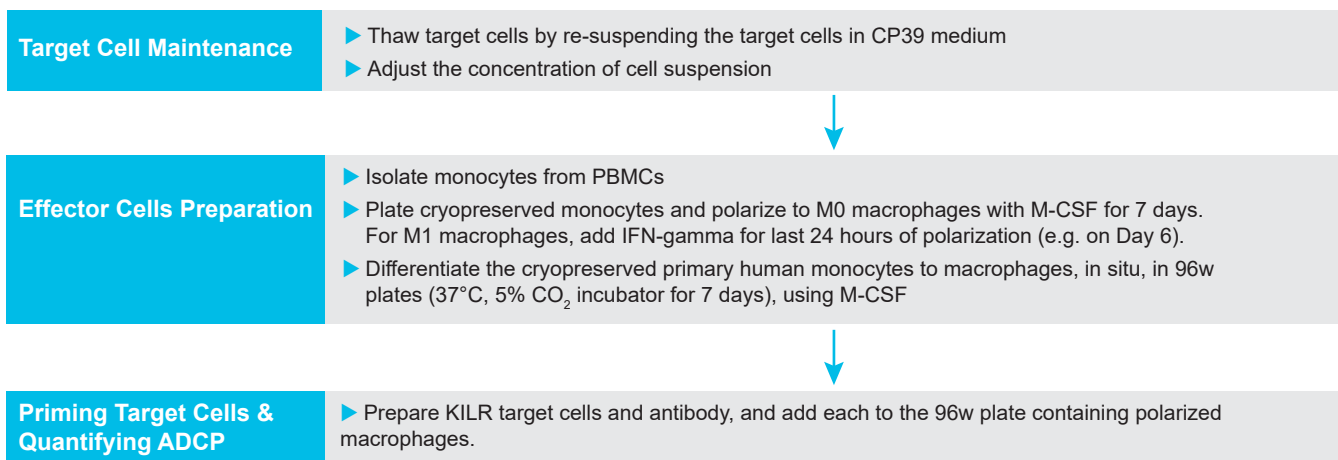 Target Cell Maintenance
▶ Thaw target cells by re-suspending the target cells in CP39 medium
▶ Adjust the concentration of cell suspension
Effector Cells Preparation
▶ Isolate monocytes from PBMCs
▶ Plate cryopreserved monocytes and polarize to M0 macrophages with M-CSF for 7 days.
For M1 macrophages, add IFN-gamma for last 24 hours of polarization (e.g. on Day 6).
▶ Differentiate the cryopreserved primary human monocytes to macrophages, in situ, in 96w
plates (37°C, 5% CO₂ incubator for 7 days), using M-CSF
Priming Target Cells &
Quantifying ADCP
▶ Prepare KILR target cells and antibody, and add each to the 96w plate containing polarized
macrophages.